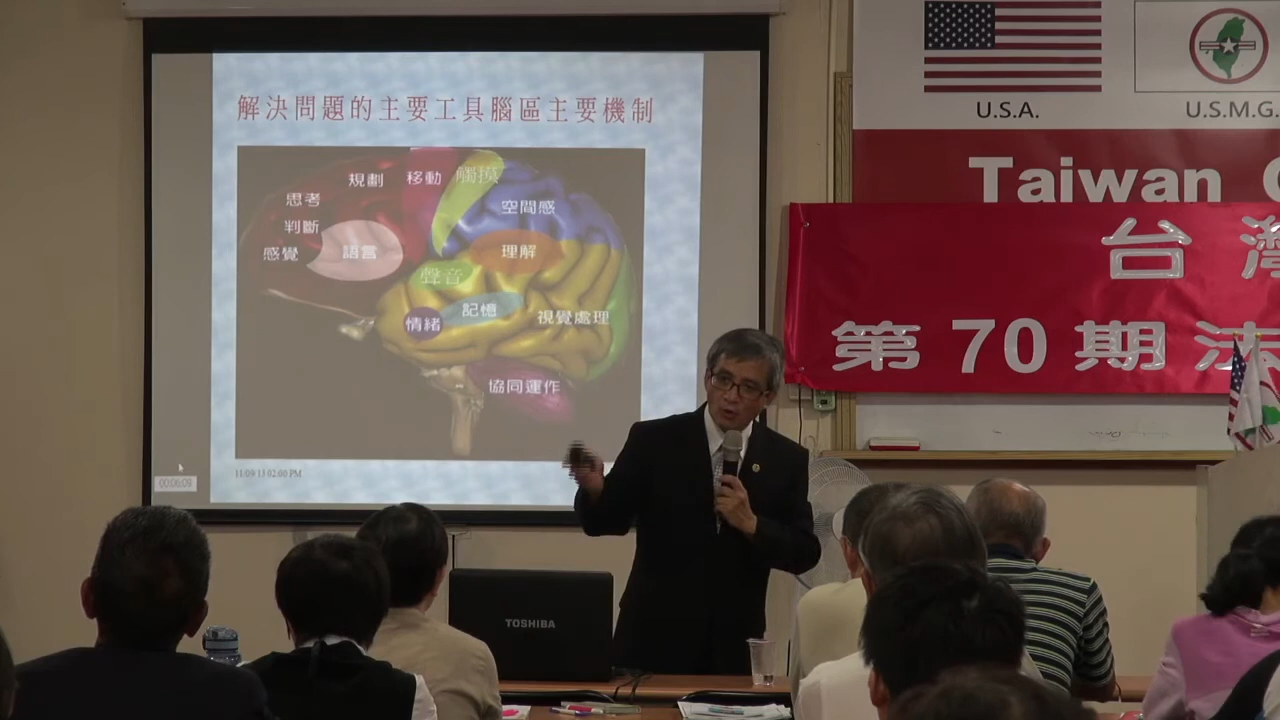 解決問題的主要工具腦區主要機制
規劃
移動
觸摸
思考
空間感
判斷
感覺
語言
理解
聲音
記憶
情緒
視覺處理
協同運作
11/09/13 02:00 PM
00:06:09
U.S.A.
U.S.M.G.
Taiwan
台灣
第70期法
TOSHIBA